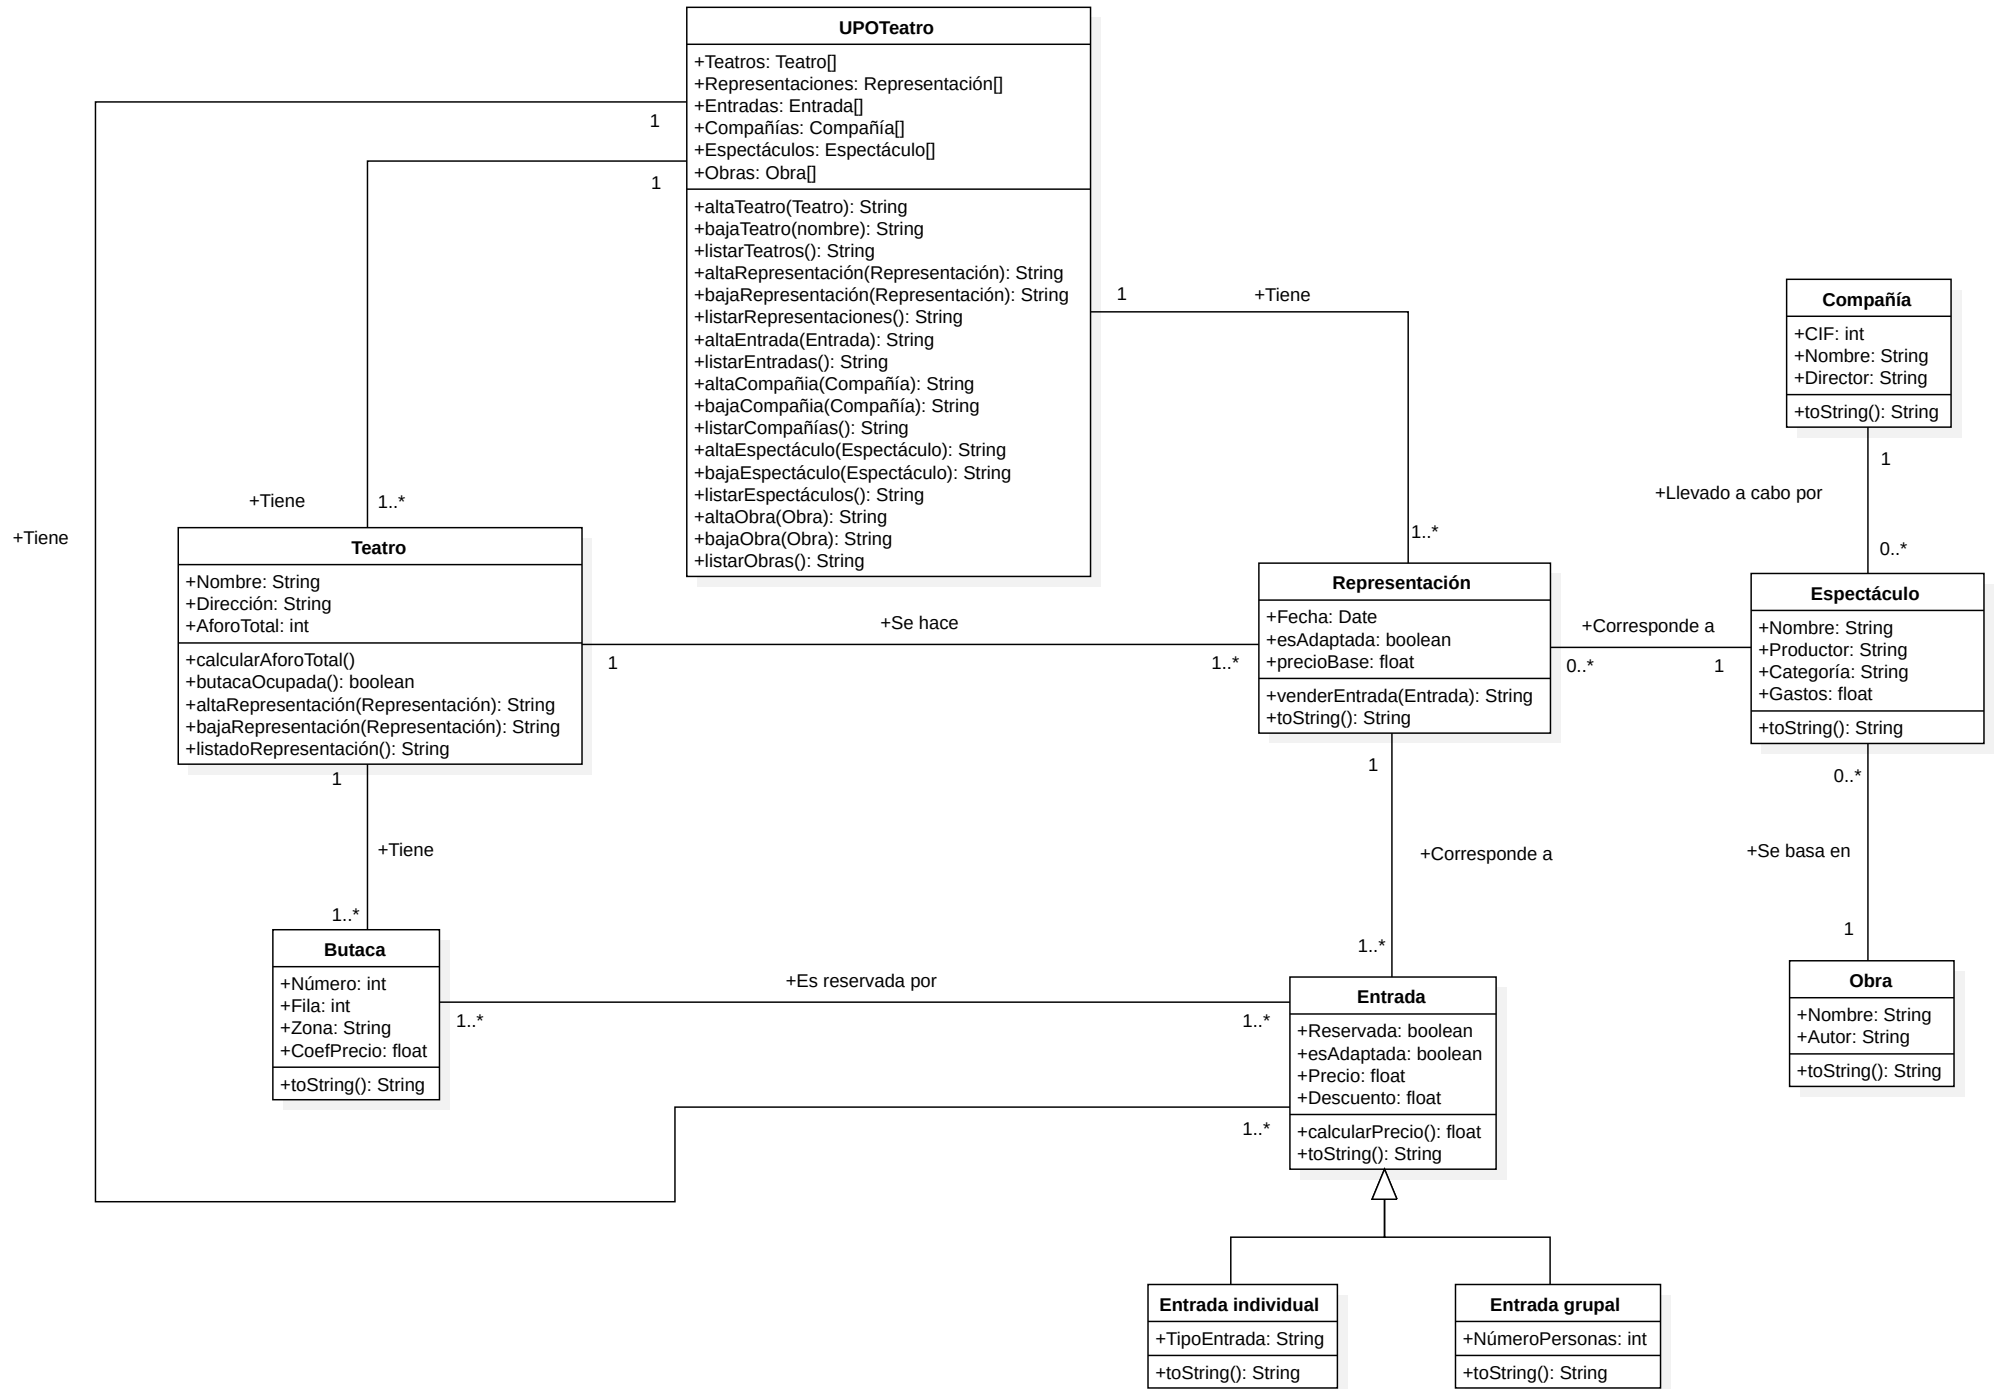 UPOTeatro
+Teatros: Teatro[]
+Representaciones: Representación[]
+Entradas: Entrada[]
+Compañías: Compañía[]
+Espectáculos: Espectáculo[]
+Obras: Obra[]
+altaTeatro(Teatro): String
+bajaTeatro(nombre): String
+listarTeatros(): String
+altaRepresentación(Representación): String
+bajaRepresentación(Representación): String
+listarRepresentaciones(): String
+altaEntrada(Entrada): String
+listarEntradas(): String
+altaCompañia(Compañía): String
+bajaCompañia(Compañía): String
+listarCompañías(): String
+altaEspectáculo(Espectáculo): String
+bajaEspectáculo(Espectáculo): String
+listarEspectáculos(): String
+altaObra(Obra): String
+bajaObra(Obra): String
+listarObras(): String
1
1
1
+Tiene
1..*
+Tiene
1..*
+Tiene
Compañía
+CIF: int
+Nombre: String
+Director: String
+toString(): String
1
+Llevado a cabo por
0..*
Teatro
+Nombre: String
+Dirección: String
+AforoTotal: int
+calcularAforoTotal()
+butacaOcupada(): boolean
+altaRepresentación(Representación): String
+bajaRepresentación(Representación): String
+listadoRepresentación(): String
+Se hace
1
1..*
Representación
+Fecha: Date
+esAdaptada: boolean
+precioBase: float
+venderEntrada(Entrada): String
+toString(): String
+Corresponde a
0..*
1
Espectáculo
+Nombre: String
+Productor: String
+Categoría: String
+Gastos: float
+toString(): String
1
+Tiene
1..*
1
+Corresponde a
1..*
0..*
+Se basa en
1
Butaca
+Número: int
+Fila: int
+Zona: String
+CoefPrecio: float
+toString(): String
+Es reservada por
1..*
1..*
Entrada
+Reservada: boolean
+esAdaptada: boolean
+Precio: float
+Descuento: float
+calcularPrecio(): float
+toString(): String
1..*
Obra
+Nombre: String
+Autor: String
+toString(): String
Entrada individual
+TipoEntrada: String
+toString(): String
Entrada grupal
+NúmeroPersonas: int
+toString(): String